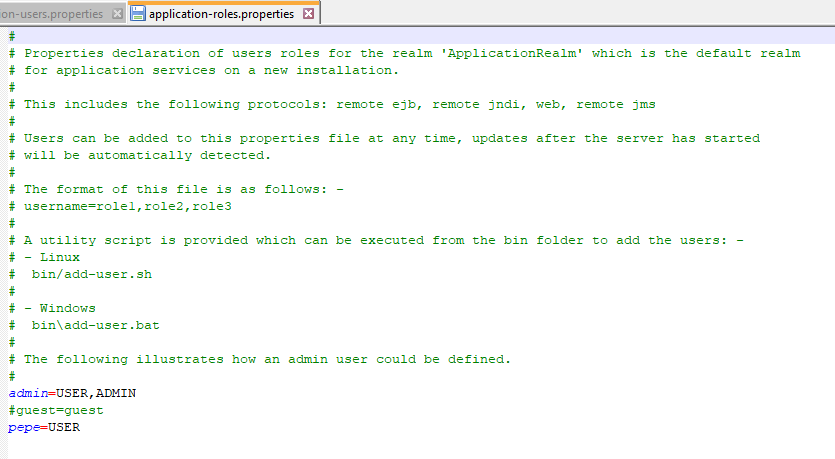 on-users.properties application-roles.properties
#
# Properties declaration of users roles for the realm 'ApplicationRealm' which is the default realm
# for application services on a new installation.
#
# This includes the following protocols: remote ejb, remote jndi, web, remote jms
#
# Users can be added to this properties file at any time, updates after the server has started
# will be automatically detected.
#
# The format of this file is as follows: -
# username=role1,role2,role3
#
# A utility script is provided which can be executed from the bin folder to add the users: -
# - Linux
#  bin/add-user.sh
#
# - Windows
#  bin\add-user.bat
#
# The following illustrates how an admin user could be defined.
#
admin=USER,ADMIN
#guest=guest
pepe=USER